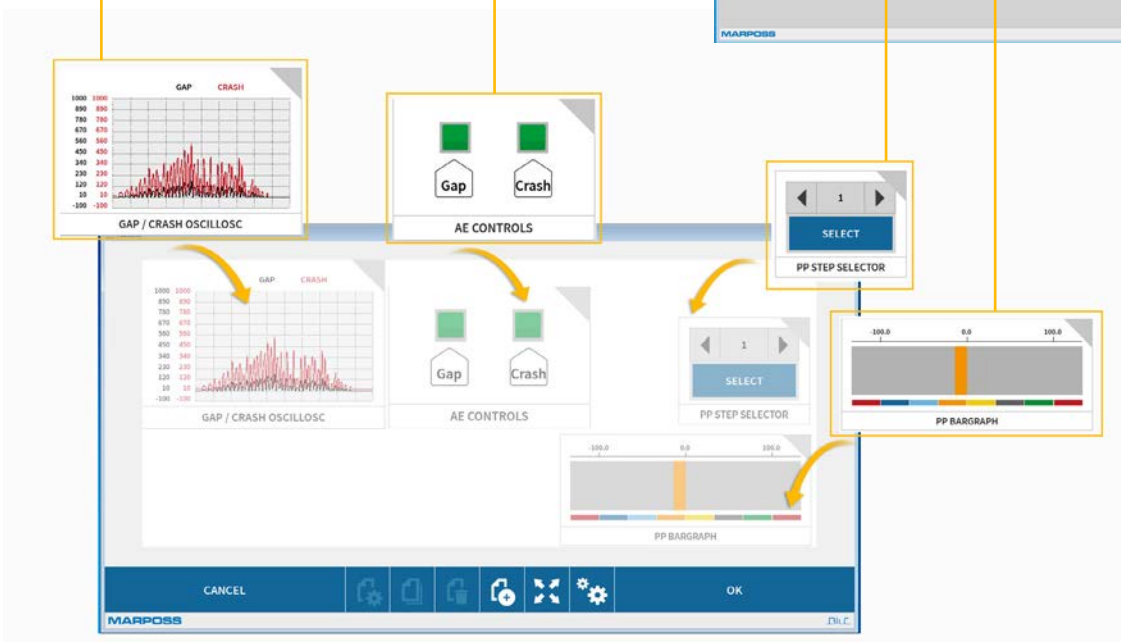 MARPOSS
GAP CRASH
1000 1000
890 890
780 780
670 670
560 560
450 450
340 340
230 230
120 120
10 10
-100 -100
GAP / CRASH OSCILLOSC
Gap Crash
AE CONTROLS
1
SELECT
PP STEP SELECTOR
-100.0 0.0 100.0
PP BARGRAPH
GAP CRASH
1000 1000
890 890
780 780
670 670
560 560
450 450
340 340
230 230
120 120
10 10
-100 -100
GAP / CRASH OSCILLOSC
Gap Crash
AE CONTROLS
1
SELECT
PP STEP SELECTOR
-100.0 0.0 100.0
PP BARGRAPH
CANCEL OK
MARPOSS